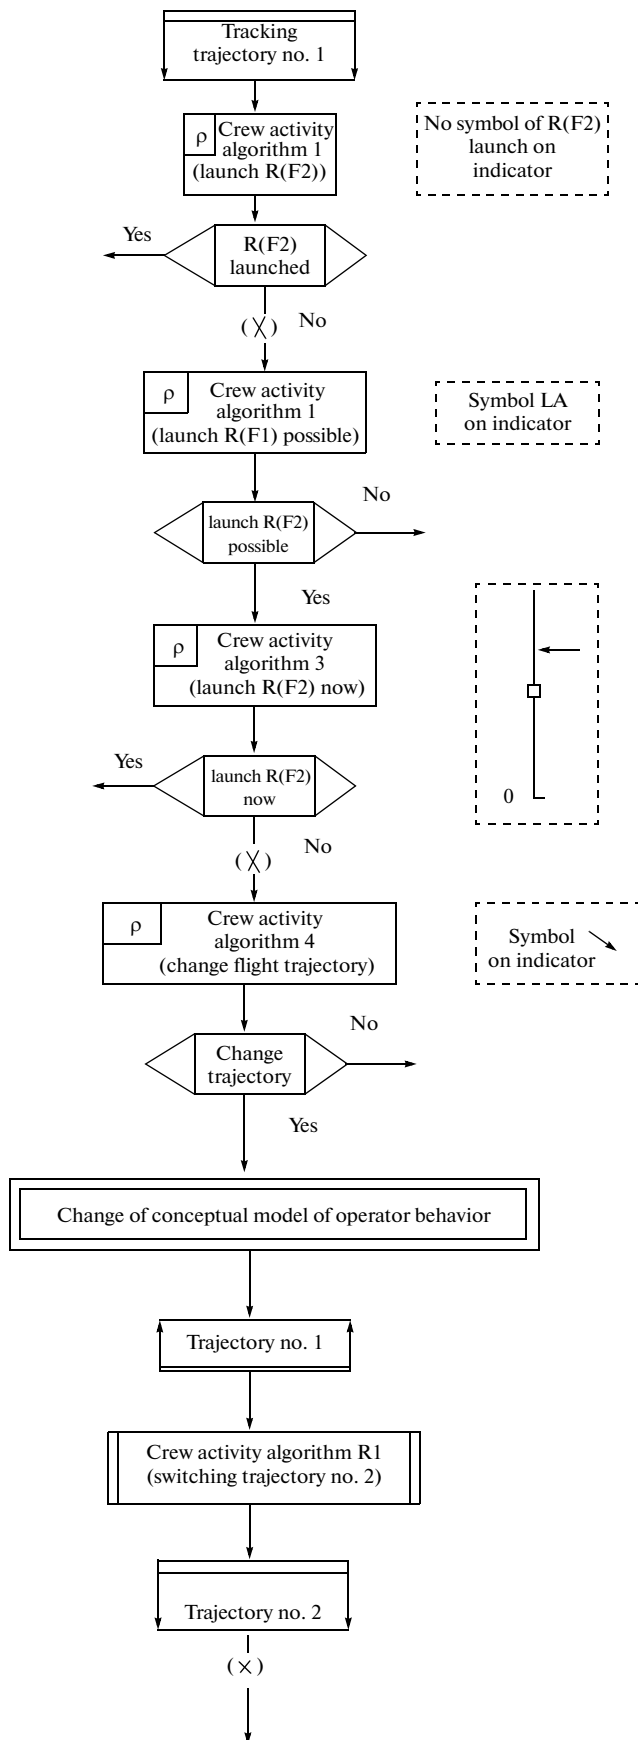 Tracking
trajectory no. 1
ρ
Crew activity
algorithm 1
(launch R(F2))
No symbol of R(F2)
launch on
indicator
Yes
R(F2)
launched
(X)
No
ρ
Crew activity
algorithm 1
(launch R(F1) possible)
Symbol LA
on indicator
No
launch R(F2)
possible
Yes
ρ
Crew activity
algorithm 3
(launch R(F2) now)
0
Yes
launch R(F2)
now
No
(X)
ρ
Crew activity
algorithm 4
(change flight trajectory)
Symbol
on indicator
No
Change
trajectory
Yes
Change of conceptual model of operator behavior
Trajectory no. 1
Crew activity algorithm R1
(switching trajectory no. 2)
Trajectory no. 2
(×)